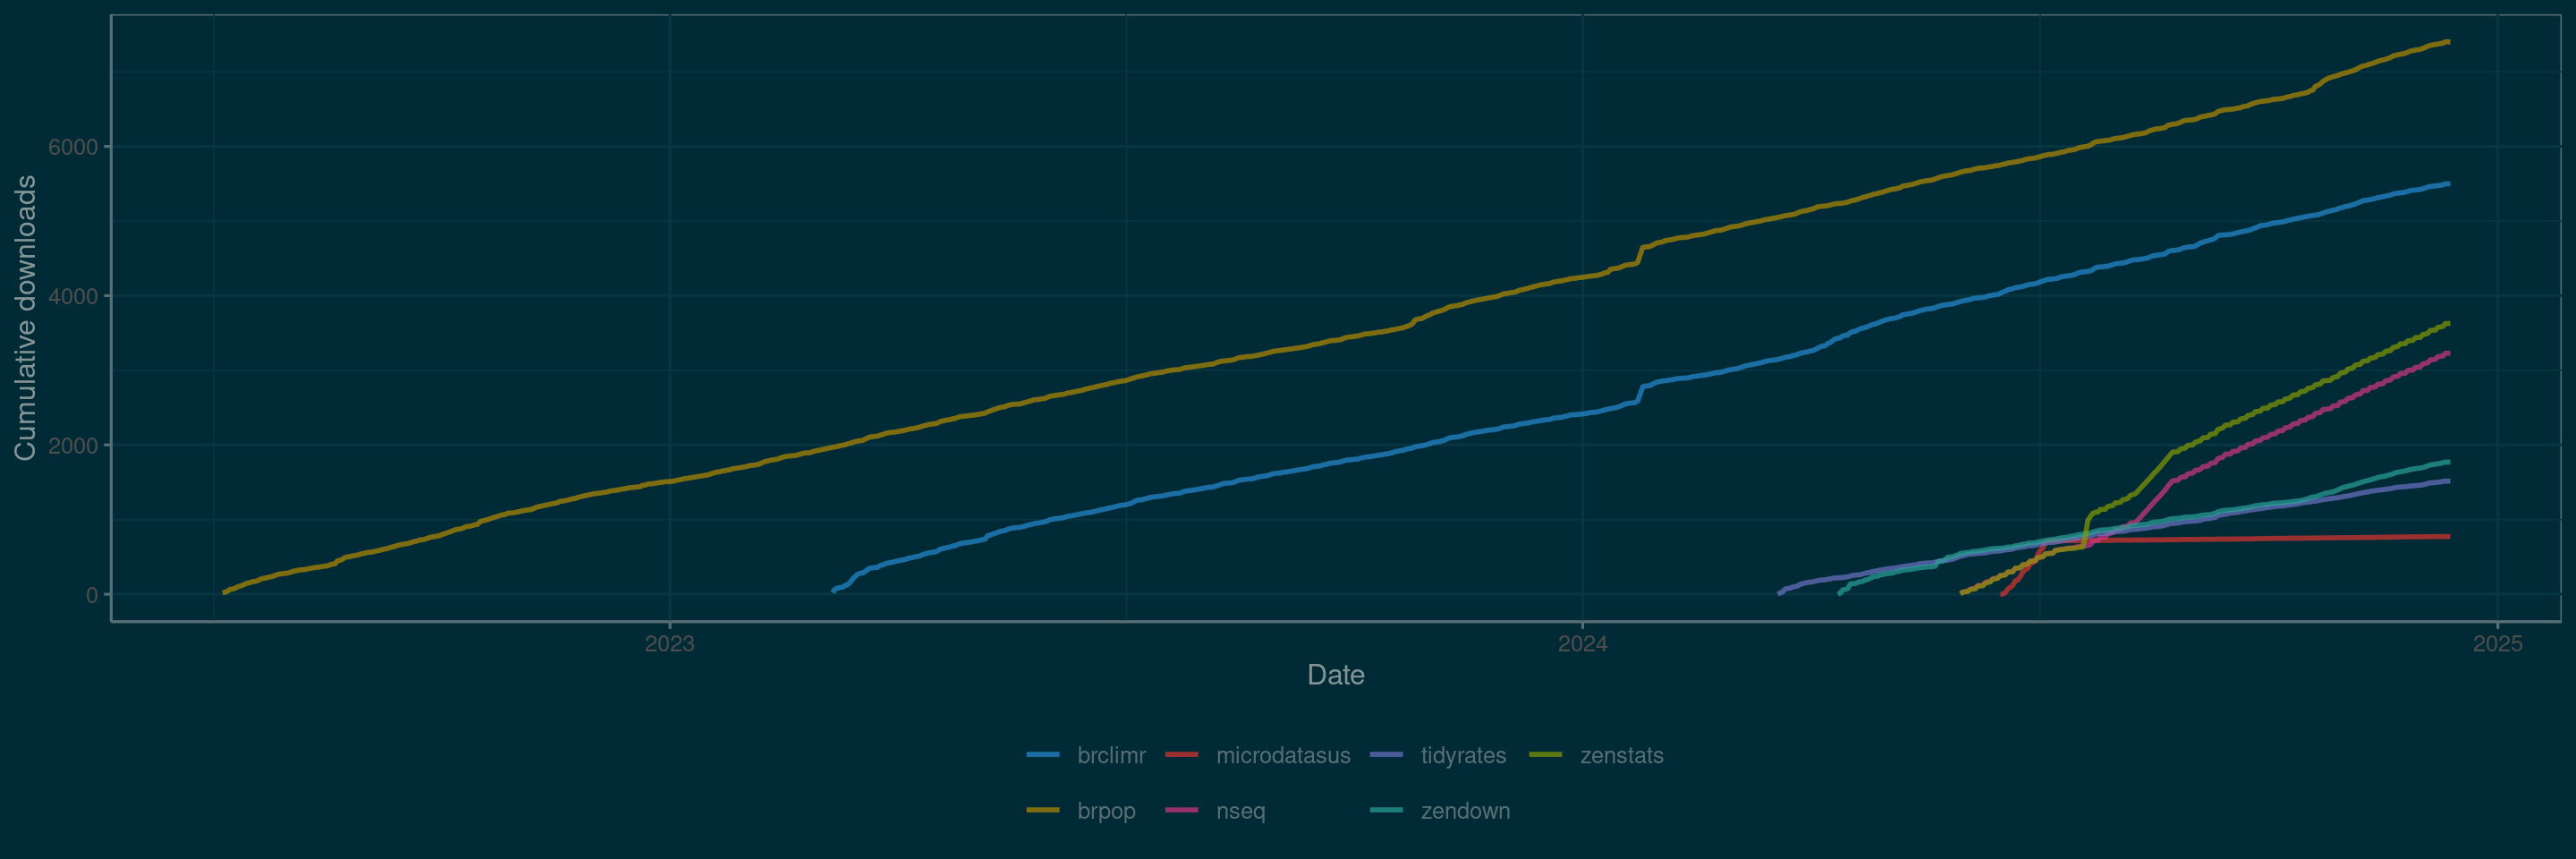 Cumulative downloads
6000
4000
2000
0
2023 2024 2025
Date
brclimr microdatasus tidyrates zenstats
brpop nseq zendown